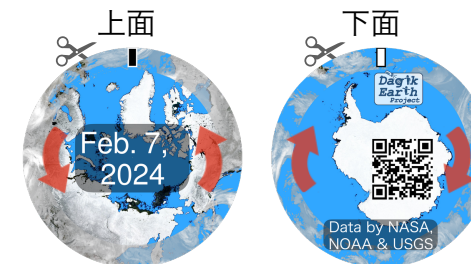 上面
下面
Feb. 7,
2024
Dagik
Earth
Project
Data by NASA,
NOAA & USGS